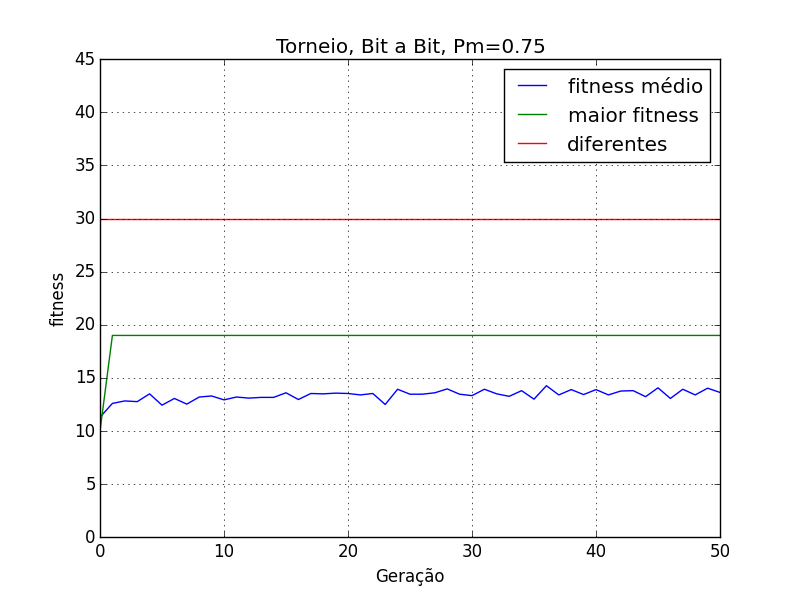 Torneio, Bit a Bit, Pm=0.75
fitness médio
maior fitness
diferentes
45
40
35
30
25
20
15
10
5
0
fitness
0 10 20 30 40 50
Geração